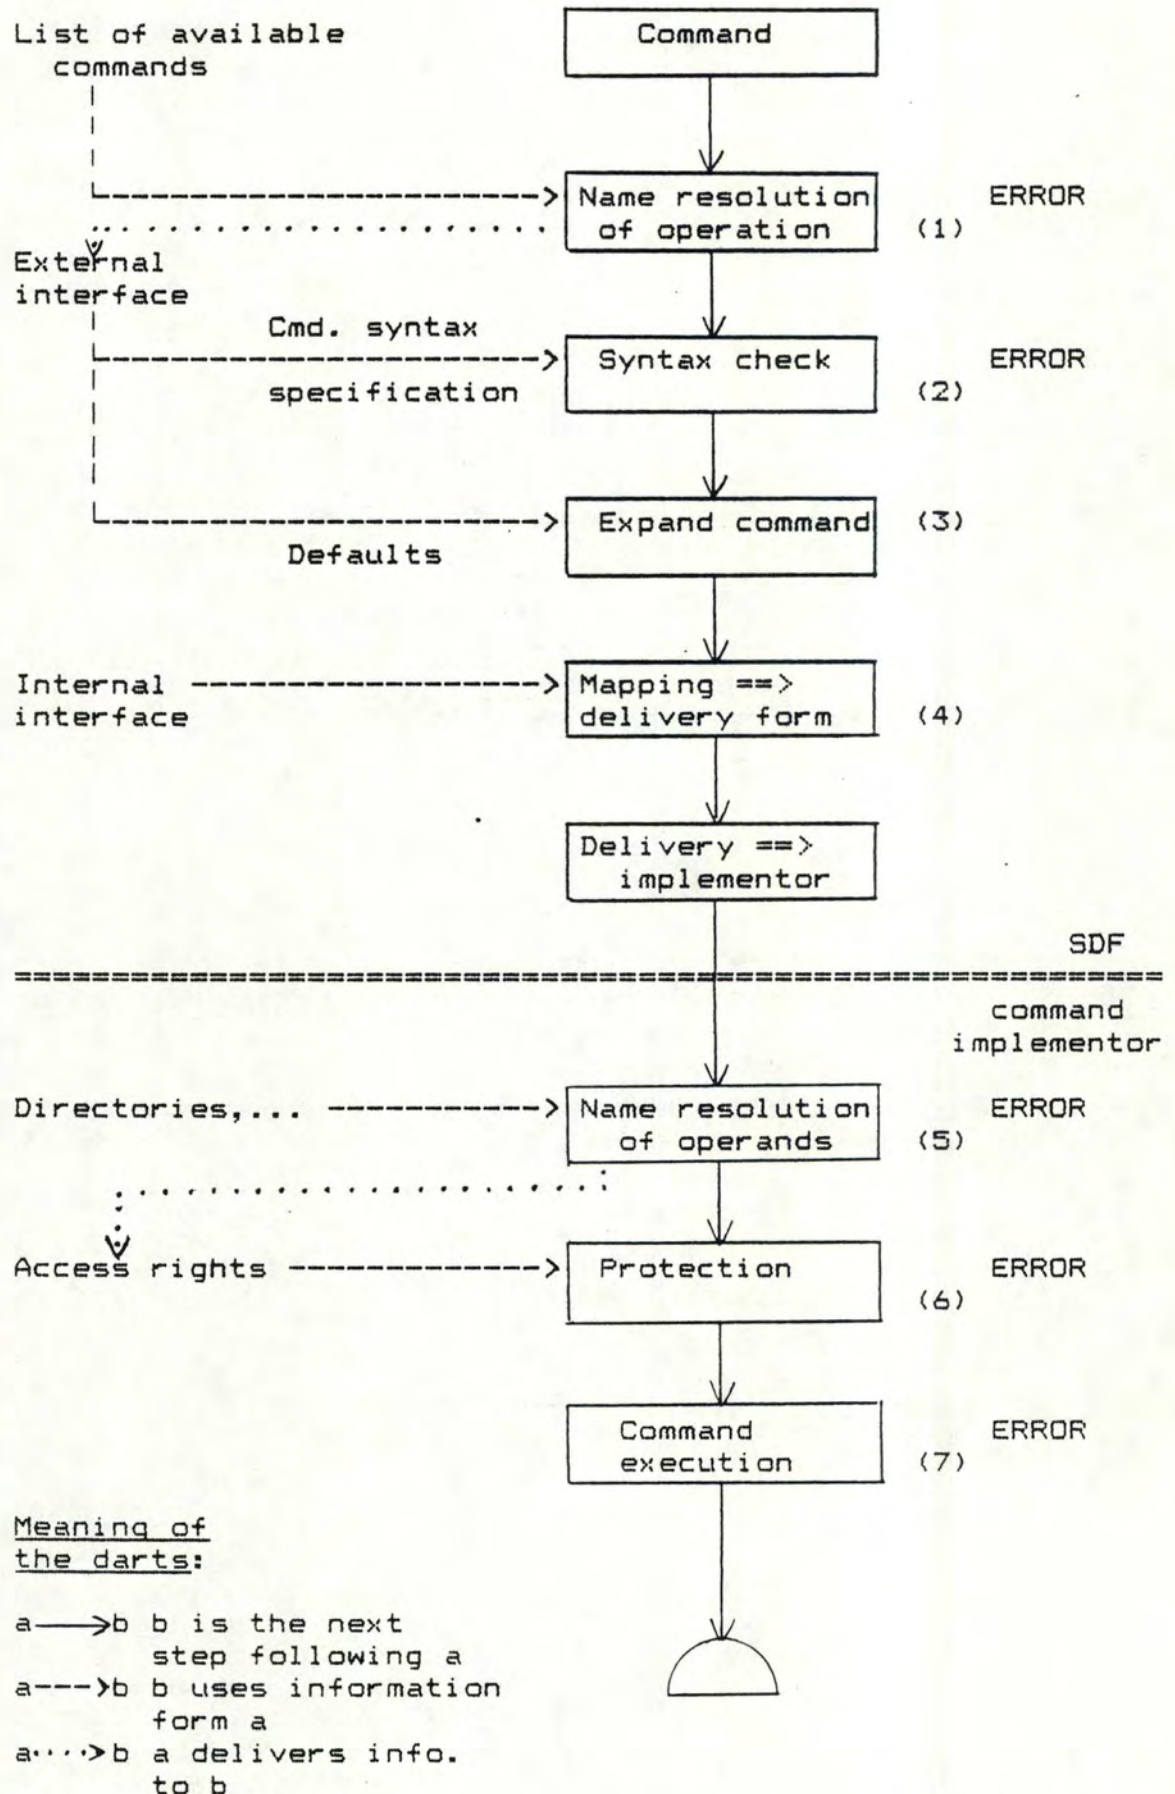 List of available
commands
Command
Name resolution
of operation
(1)
ERROR
External
interface
Cmd. syntax
specification
Syntax check
(2)
ERROR
Defaults
Expand command
(3)
Internal
interface
Mapping ==>
delivery form
(4)
Delivery ==>
implementor
SDF
command
implementor
Directories,...
Name resolution
of operands
(5)
ERROR
Access rights
Protection
(6)
ERROR
Command
execution
(7)
ERROR
Meaning of
the darts:
a——>b b is the next
step following a
a--->b b uses information
form a
a....>b a delivers info.
to b